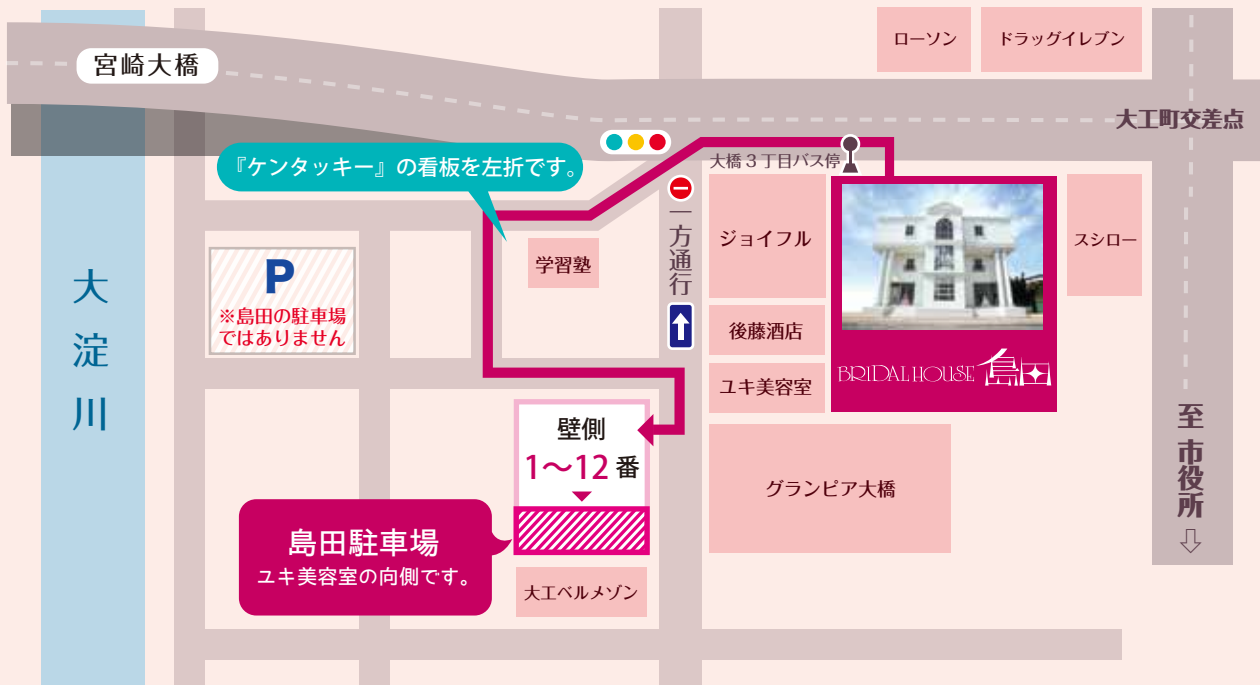 ローソン
ドラッグイレブン
宮崎大橋
大工町交差点
『ケンタッキー』の看板を左折です。
大橋3丁目バス停
一方通行
ジョイフル
スシロー
学習塾
P
※島田の駐車場
ではありません
大淀川
後藤酒店
ユキ美容室
BRIDAL HOUSE 島田
壁側
1〜12番
至 市役所
グランピア大橋
島田駐車場
ユキ美容室の向側です。
大工ベルメゾン